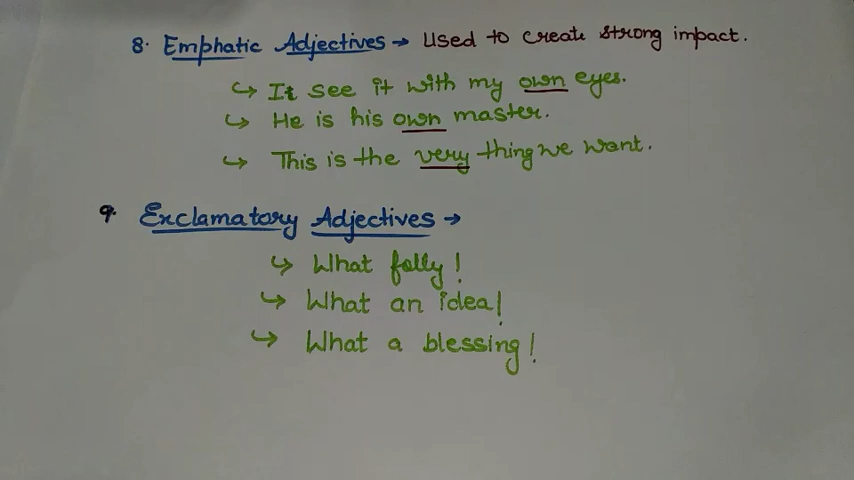 8. Emphatic Adjectives → Used to create strong impact.
↪ It see it with my own eyes.
↪ He is his own master.
↪ This is the very thing we want.
9. Exclamatory Adjectives →
↪ What folly!
↪ What an idea!
↪ What a blessing!